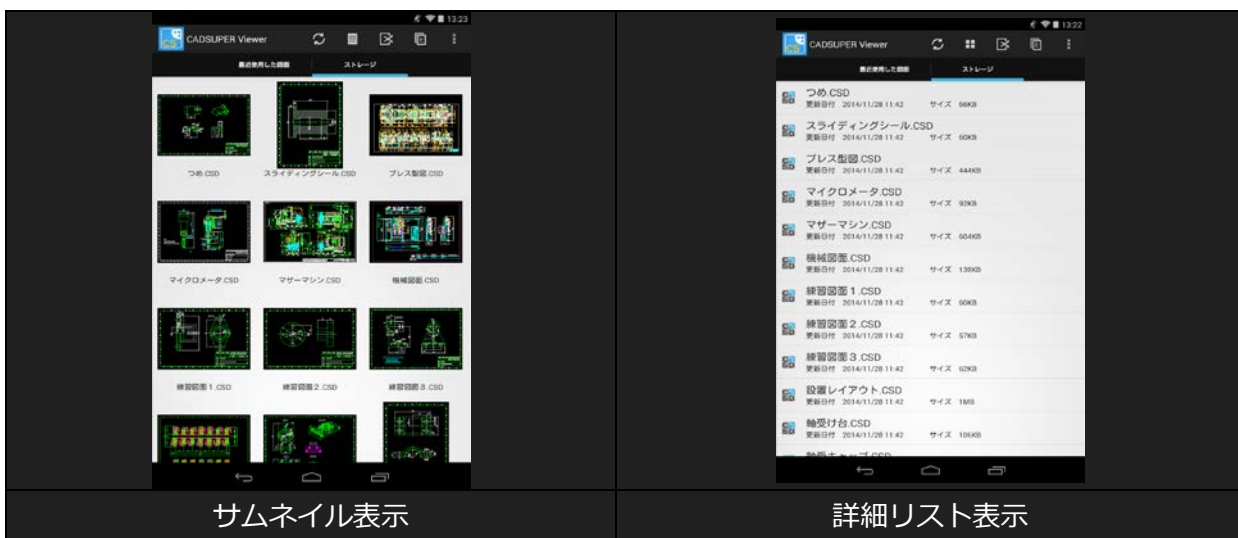 13:23
CADSUPER Viewer
最近使用した図面 ストレージ
つめ.CSD スライディングシール.CSD プレス型図.CSD
マイクロメータ.CSD マザーマシン.CSD 機械図面.CSD
練習図面1.CSD 練習図面2.CSD 練習図面3.CSD
サムネイル表示
13:22
CADSUPER Viewer
最近使用した図面 ストレージ
つめ.CSD
更新日付 2014/11/28 11:42 サイズ 66KB
スライディングシール.CSD
更新日付 2014/11/28 11:42 サイズ 60KB
プレス型図.CSD
更新日付 2014/11/28 11:42 サイズ 444KB
マイクロメータ.CSD
更新日付 2014/11/28 11:42 サイズ 92KB
マザーマシン.CSD
更新日付 2014/11/28 11:42 サイズ 604KB
機械図面.CSD
更新日付 2014/11/28 11:42 サイズ 138KB
練習図面1.CSD
更新日付 2014/11/28 11:42 サイズ 60KB
練習図面2.CSD
更新日付 2014/11/28 11:42 サイズ 57KB
練習図面3.CSD
更新日付 2014/11/28 11:42 サイズ 62KB
設置レイアウト.CSD
更新日付 2014/11/28 11:42 サイズ 1MB
軸受け台.CSD
更新日付 2014/11/28 11:42 サイズ 106KB
詳細リスト表示